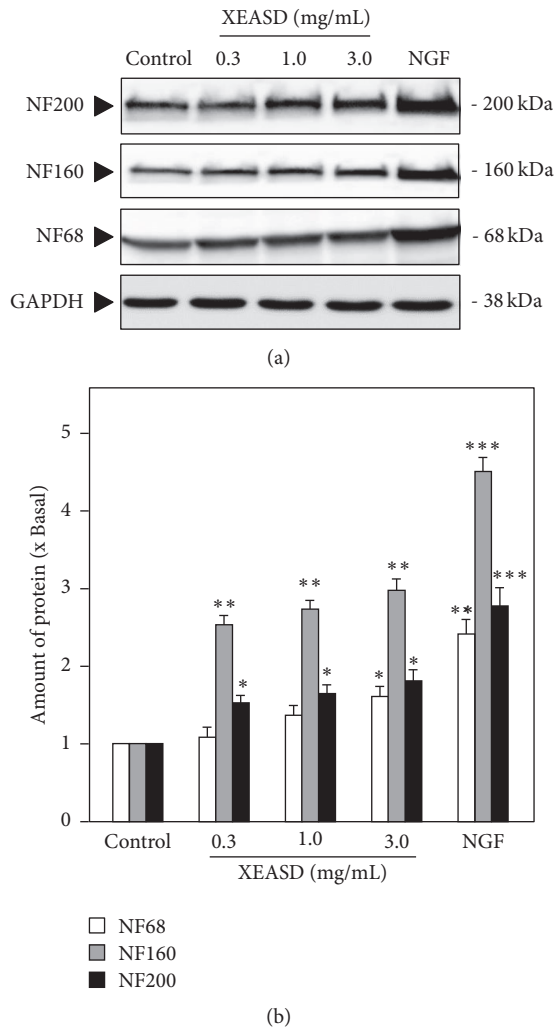 XEASD (mg/mL)
Control 0.3 1.0 3.0 NGF
NF200 - 200 kDa
NF160 - 160 kDa
NF68 - 68 kDa
GAPDH - 38 kDa
(a)
Amount of protein (x Basal)
5
4
3
2
1
0
** * ** * ** * * *** *** **
Control 0.3 1.0 3.0 NGF
XEASD (mg/mL)
NF68
NF160
NF200
(b)